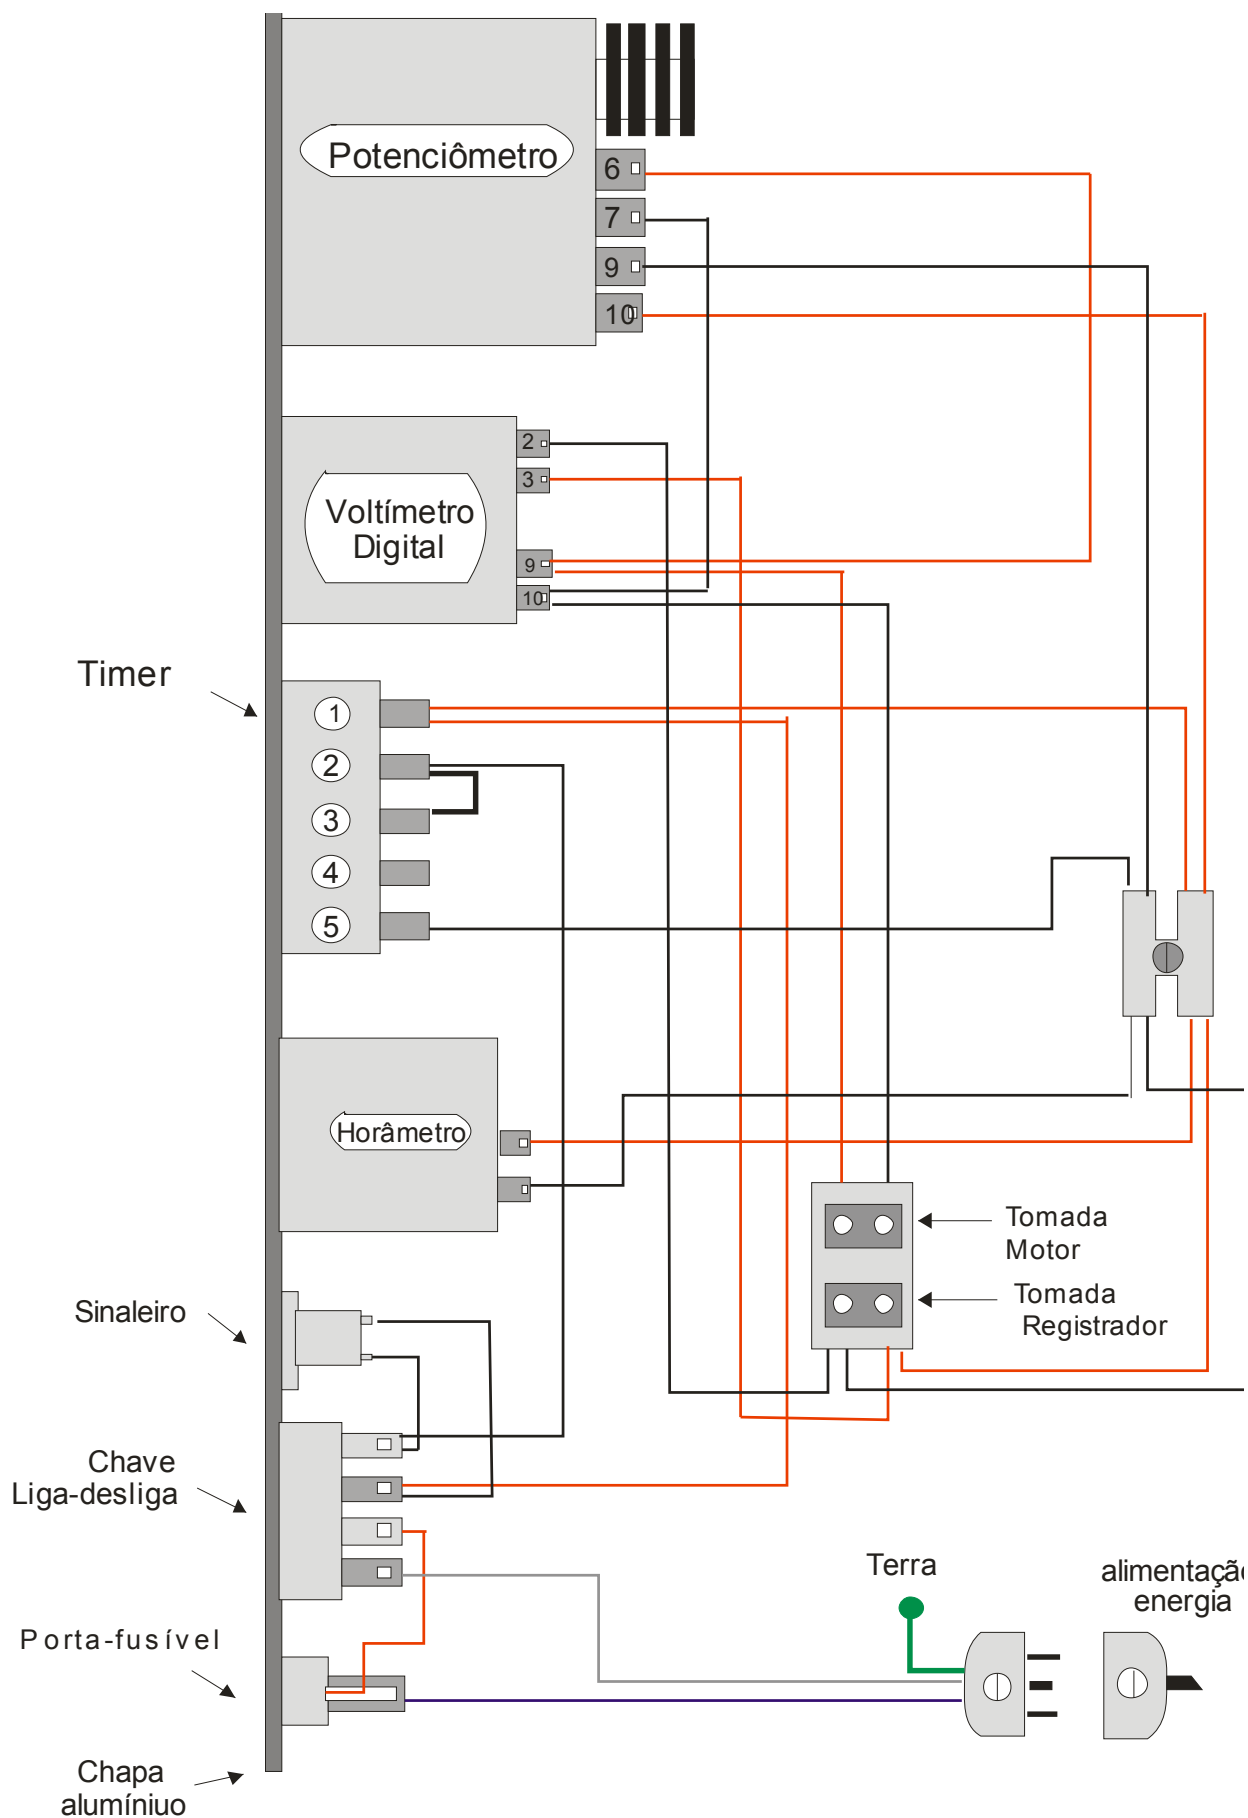 Potenciômetro
6
7
9
10
2
3
Voltímetro
Digital
9
10
Timer
1
2
3
4
5
Horâmetro
Tomada
Motor
Sinaleiro
Tomada
Registrador
Chave
Liga-desliga
Terra
alimentação
energia
Porta-fusível
Chapa
alumíniuo